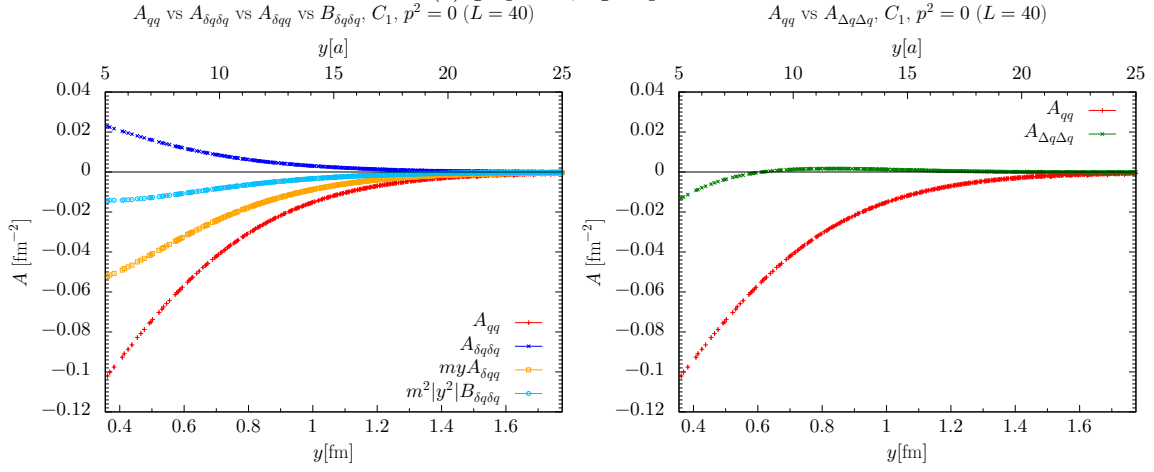 A_{qq} vs A_{δqδq} vs A_{δqq} vs B_{δqδq}, C_1, p^2 = 0 (L = 40)
y[a]
5 10 15 20 25
0.04
0.02
0
−0.02
−0.04
−0.06
−0.08
−0.1
−0.12
A [fm^{−2}]
A_{qq}
A_{δqδq}
myA_{δqq}
m^2|y^2|B_{δqδq}
0.4 0.6 0.8 1 1.2 1.4 1.6
y[fm]
A_{qq} vs A_{ΔqΔq}, C_1, p^2 = 0 (L = 40)
y[a]
5 10 15 20 25
0.04
0.02
0
−0.02
−0.04
−0.06
−0.08
−0.1
−0.12
A [fm^{−2}]
A_{qq}
A_{ΔqΔq}
0.4 0.6 0.8 1 1.2 1.4 1.6
y[fm]